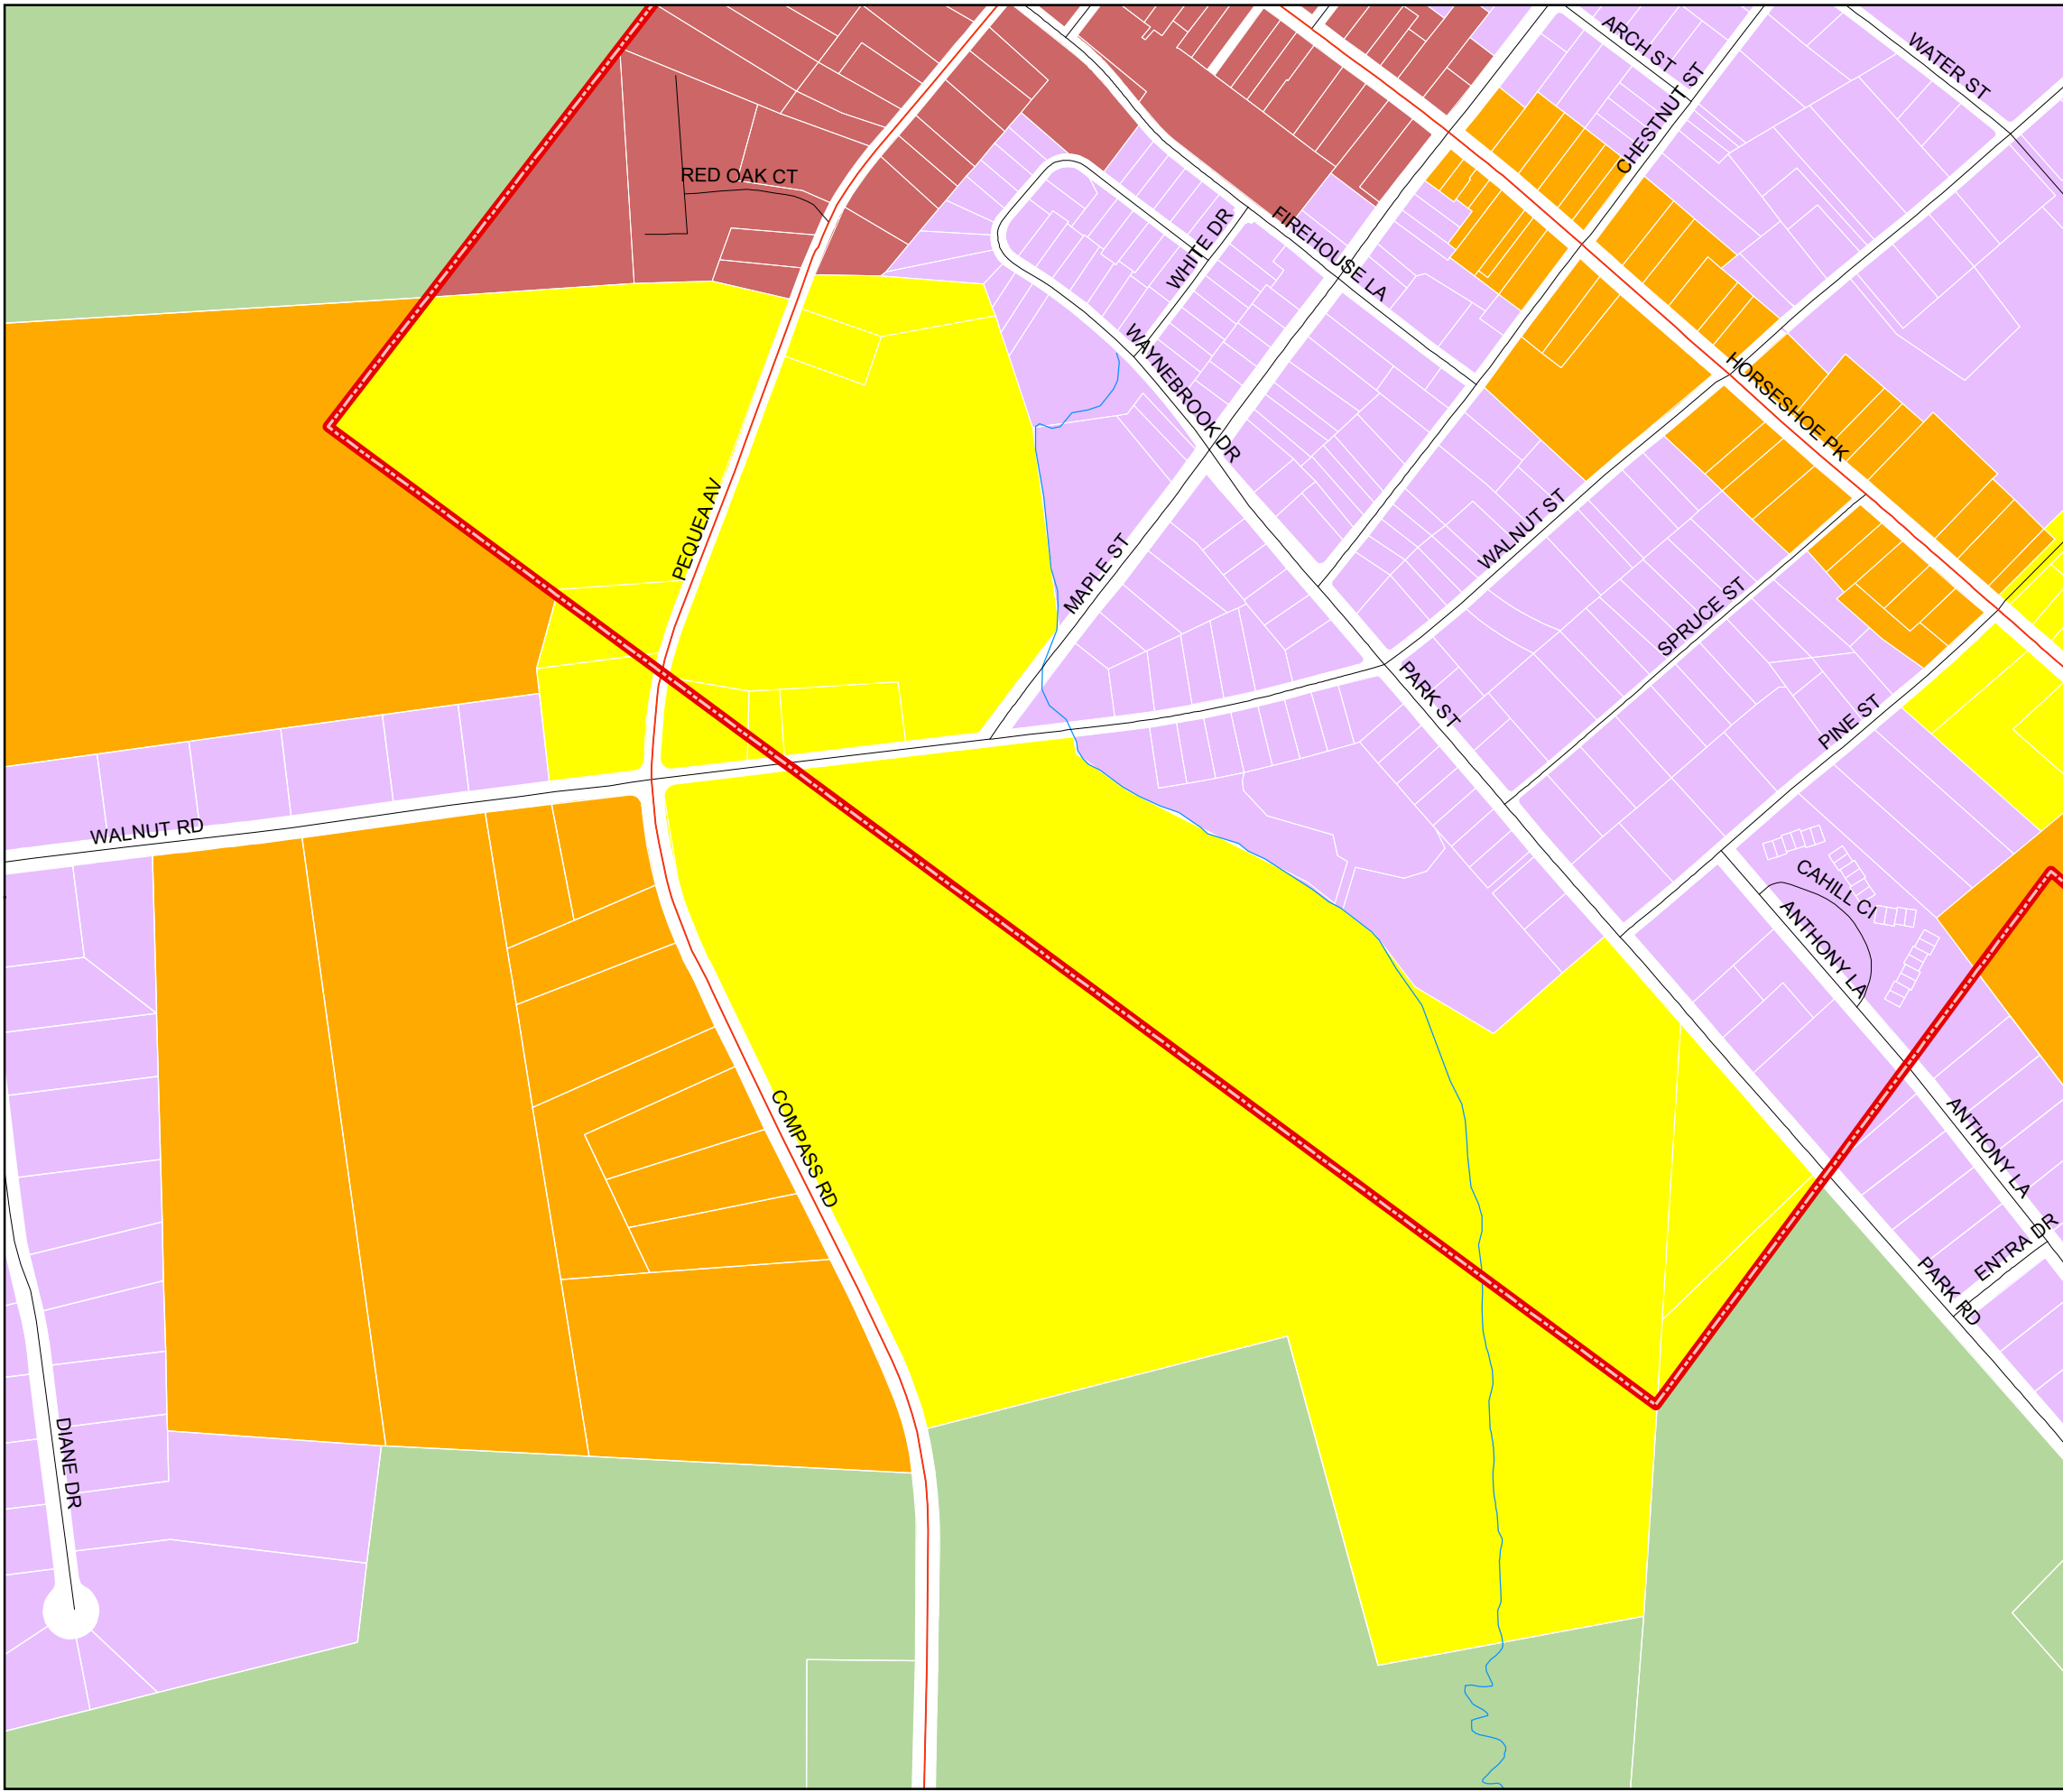 ARCH ST
WATER ST
CHESTNUT ST
RED OAK CT
FIREHOUSE LA
WHITE DR
WAYNEBROOK DR
HORSESHOE PK
PEQUEA AV
WALNUT ST
MAPLE ST
SPRUCE ST
PARK ST
PINE ST
WALNUT RD
CAHILL CI
ANTHONY LA
COMPASS RD
ANTHONY LA
ENTRA DR
PARK RD
DIANE DR